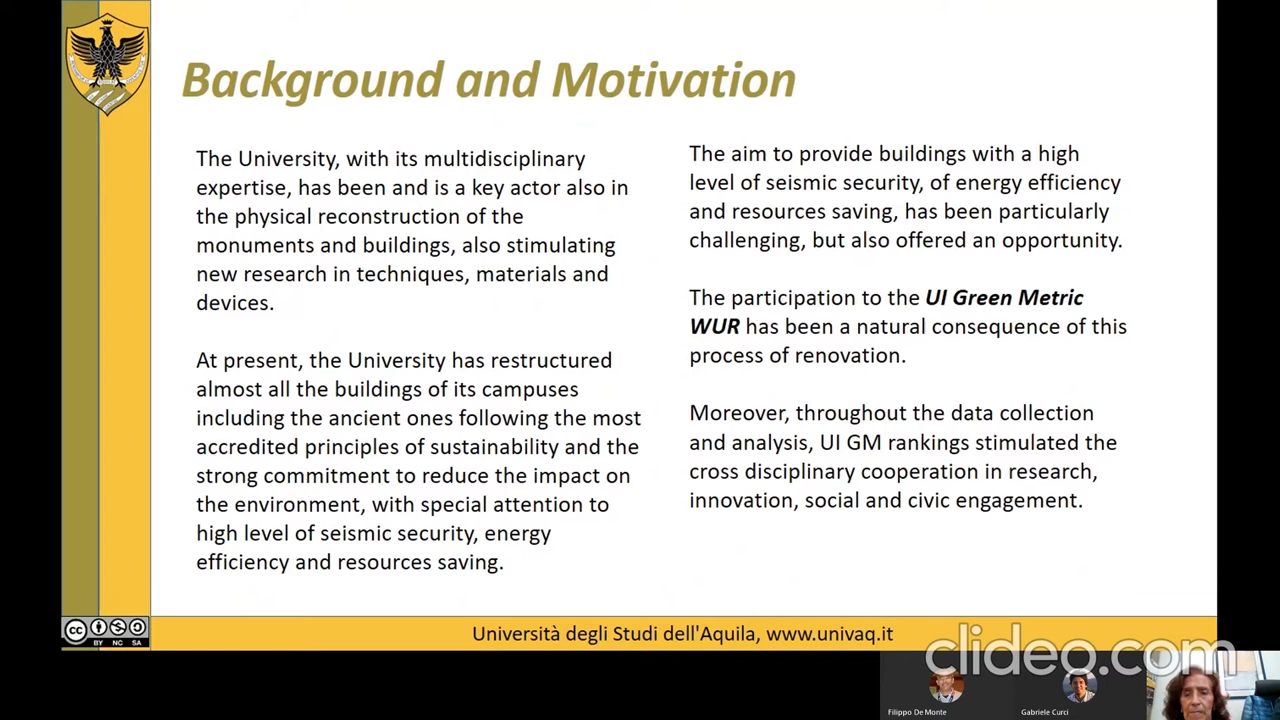 Background and Motivation
The University, with its multidisciplinary
expertise, has been and is a key actor also in
the physical reconstruction of the
monuments and buildings, also stimulating
new research in techniques, materials and
devices.
At present, the University has restructured
almost all the buildings of its campuses
including the ancient ones following the most
accredited principles of sustainability and the
strong commitment to reduce the impact on
the environment, with special attention to
high level of seismic security, energy
efficiency and resources saving.
The aim to provide buildings with a high
level of seismic security, of energy efficiency
and resources saving, has been particularly
challenging, but also offered an opportunity.
The participation to the UI Green Metric
WUR has been a natural consequence of this
process of renovation.
Moreover, throughout the data collection
and analysis, UI GM rankings stimulated the
cross disciplinary cooperation in research,
innovation, social and civic engagement.
cc
BY NC SA
Università degli Studi dell'Aquila, www.univaq.it
clideo.com
Filippo De Monte
Gabriele Curci